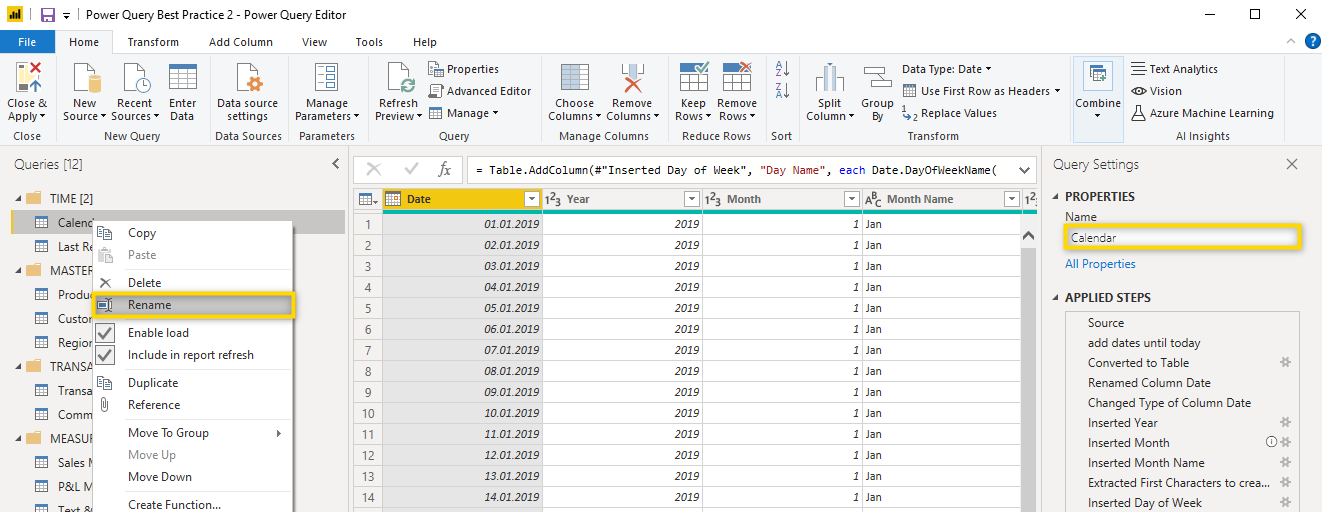 Power Query Best Practice 2 - Power Query Editor
File Home Transform Add Column View Tools Help
Close & Apply
New Source
Recent Sources
Enter Data
Data source settings
Manage Parameters
Refresh Preview
Properties
Advanced Editor
Manage
Choose Columns
Remove Columns
Keep Rows
Remove Rows
Split Column
Group By
Data Type: Date
Use First Row as Headers
Replace Values
Combine
Text Analytics
Vision
Azure Machine Learning
Close New Query Data Sources Parameters Query Manage Columns Reduce Rows Sort Transform AI Insights
Queries [12]
TIME [2]
Calend
Last Re
MASTER
Produc
Custom
Region
TRANSA
Transa
Comm
MEASUR
Sales M
P&L M
Text &
Copy
Paste
Delete
Rename
Enable load
Include in report refresh
Duplicate
Reference
Move To Group
Move Up
Move Down
Create Function...
fx = Table.AddColumn(#"Inserted Day of Week", "Day Name", each Date.DayOfWeekName(
Date 123 Year 123 Month ABC Month Name 123
1 01.01.2019 2019 1 Jan
2 02.01.2019 2019 1 Jan
3 03.01.2019 2019 1 Jan
4 04.01.2019 2019 1 Jan
5 05.01.2019 2019 1 Jan
6 06.01.2019 2019 1 Jan
7 07.01.2019 2019 1 Jan
8 08.01.2019 2019 1 Jan
9 09.01.2019 2019 1 Jan
10 10.01.2019 2019 1 Jan
11 11.01.2019 2019 1 Jan
12 12.01.2019 2019 1 Jan
13 13.01.2019 2019 1 Jan
14 14.01.2019 2019 1 Jan
Query Settings
PROPERTIES
Name
Calendar
All Properties
APPLIED STEPS
Source
add dates until today
Converted to Table
Renamed Column Date
Changed Type of Column Date
Inserted Year
Inserted Month
Inserted Month Name
Extracted First Characters to crea...
Inserted Day of Week